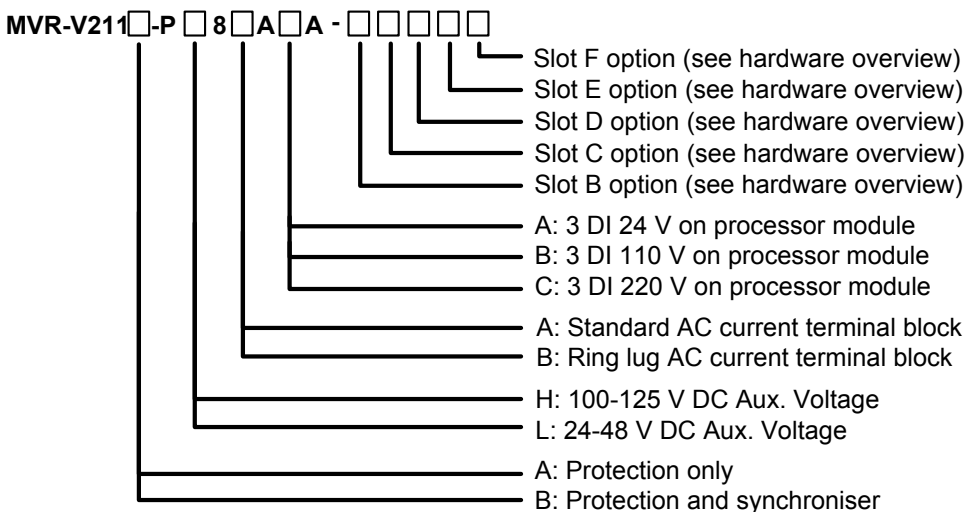 MVR-V211□-P□8□A□A-□□□□□
Slot F option (see hardware overview)
Slot E option (see hardware overview)
Slot D option (see hardware overview)
Slot C option (see hardware overview)
Slot B option (see hardware overview)
A: 3 DI 24 V on processor module
B: 3 DI 110 V on processor module
C: 3 DI 220 V on processor module
A: Standard AC current terminal block
B: Ring lug AC current terminal block
H: 100-125 V DC Aux. Voltage
L: 24-48 V DC Aux. Voltage
A: Protection only
B: Protection and synchroniser